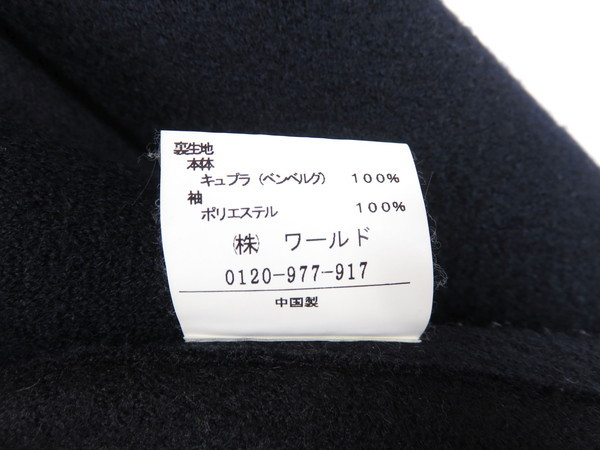 裏生地
本体
キュプラ（ベンベルグ） 100%
袖
ポリエステル 100%
㈱ ワールド
0120-977-917
中国製